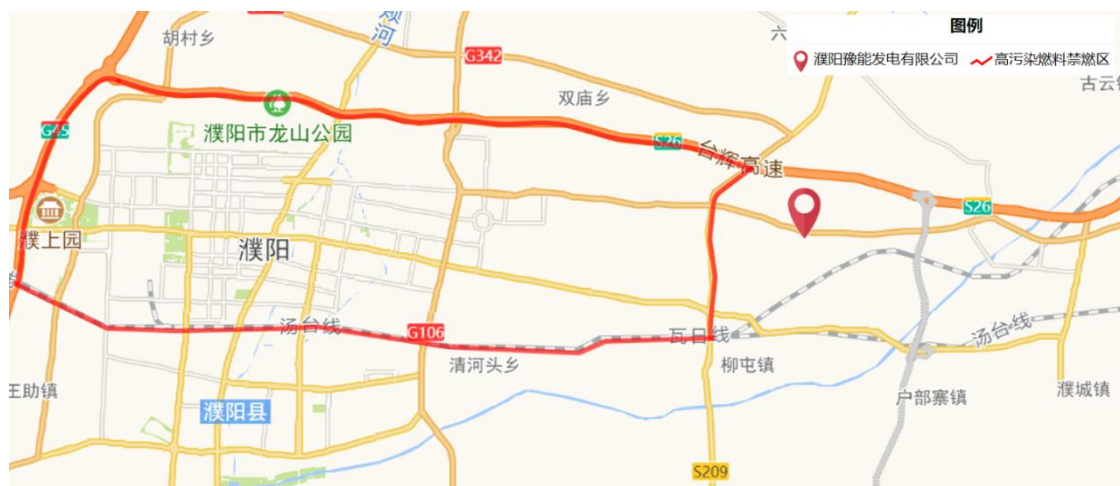 图例
濮阳豫能发电有限公司 高污染燃料禁燃区
胡村乡
河
G342
六
古云镇
双庙乡
G45
濮阳市龙山公园
S26
台辉高速
S26
濮上园
濮阳
汤台线
G106
瓦日线
汤台线
清河头乡
柳屯镇
王助镇
濮阳县
户部寨镇
濮城镇
S209